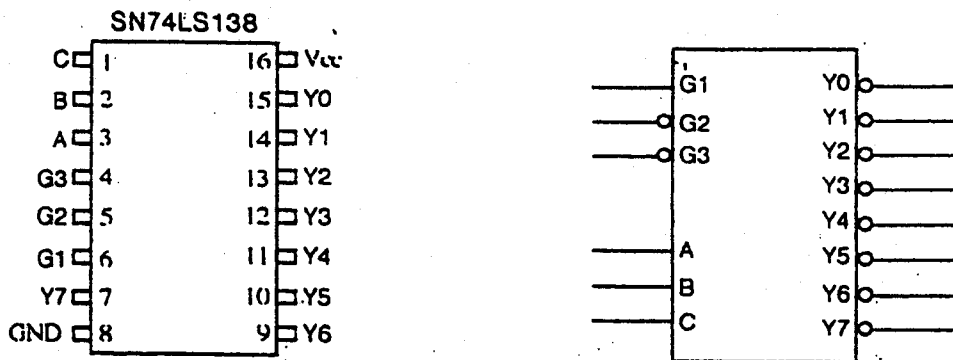 SN74LS138
C 1 16 Vcc
B 2 15 Y0
A 3 14 Y1
G3 4 13 Y2
G2 5 12 Y3
G1 6 11 Y4
Y7 7 10 Y5
GND 8 9 Y6
G1 Y0
G2 Y1
G3 Y2
Y3
Y4
A Y5
B Y6
C Y7